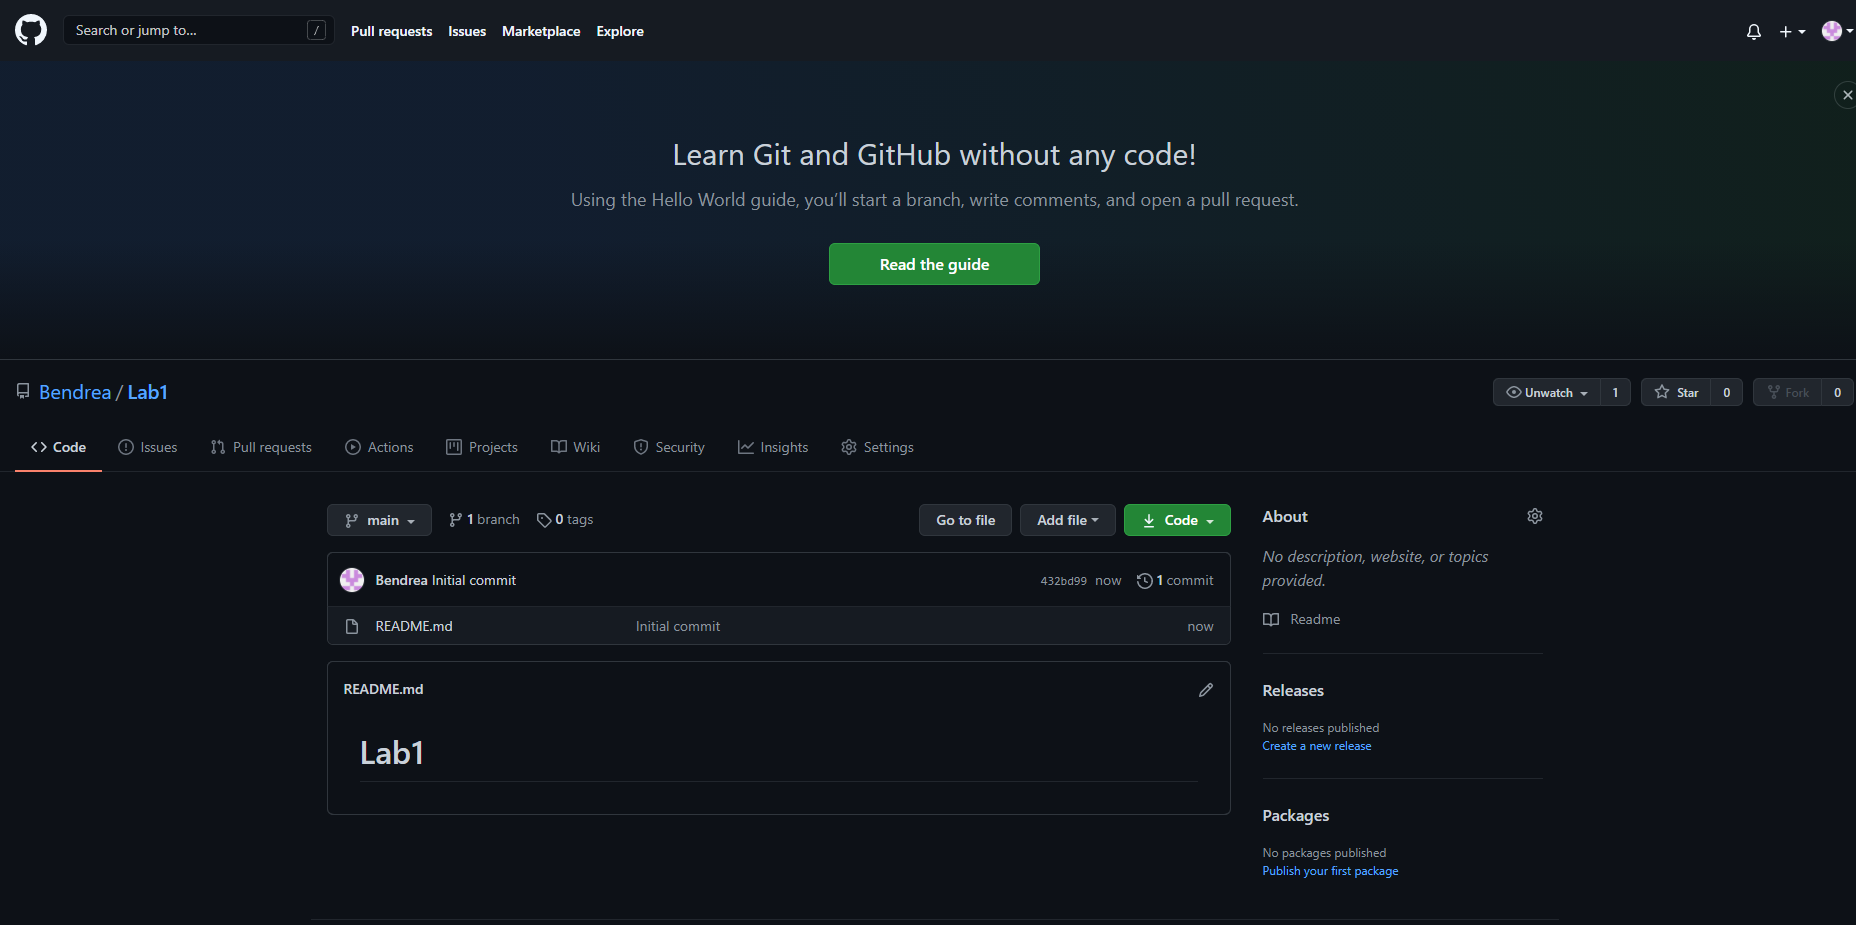 Search or jump to... /
Pull requests Issues Marketplace Explore
Learn Git and GitHub without any code!
Using the Hello World guide, you’ll start a branch, write comments, and open a pull request.
Read the guide
Bendrea / Lab1
Unwatch 1 Star 0 Fork 0
Code Issues Pull requests Actions Projects Wiki Security Insights Settings
main 1 branch 0 tags Go to file Add file Code
Bendrea Initial commit 432bd99 now 1 commit
README.md Initial commit now
README.md
Lab1
About
No description, website, or topics
provided.
Readme
Releases
No releases published
Create a new release
Packages
No packages published
Publish your first package